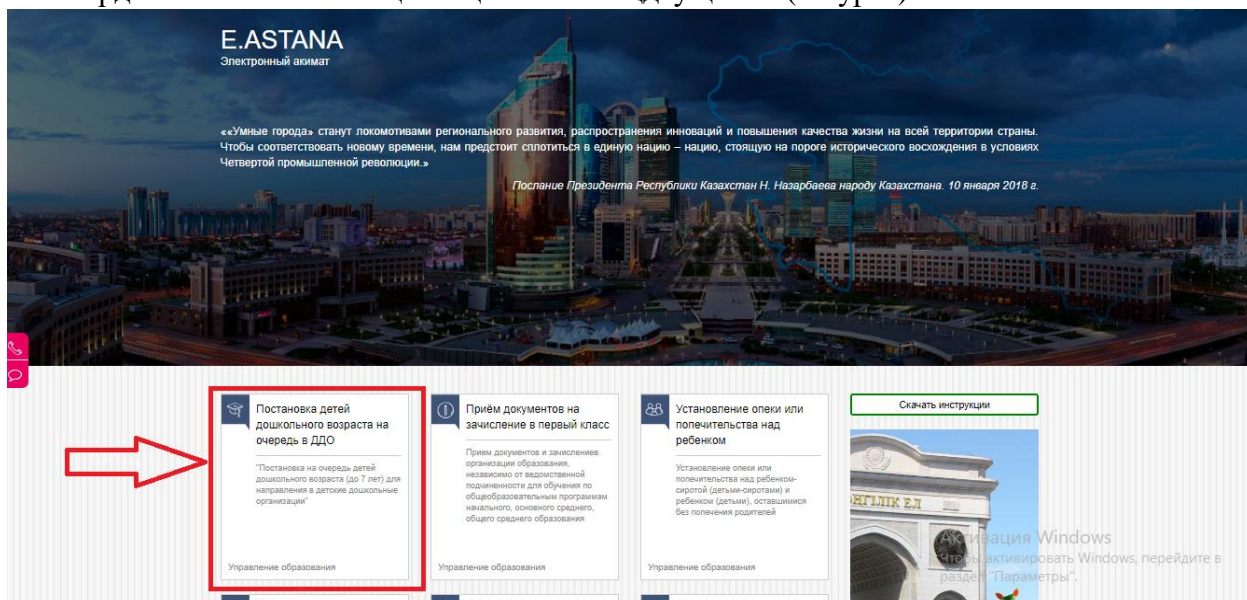 E.ASTANA
Электронный акимат
««Умные города» станут локомотивами регионального развития, распространения инноваций и повышения качества жизни на всей территории страны.
Чтобы соответствовать новому времени, нам предстоит сплотиться в единую нацию – нацию, стоящую на пороге исторического восхождения в условиях
Четвертой промышленной революции.»
Послание Президента Республики Казахстан Н. Назарбаева народу Казахстана. 10 января 2018 г.
Постановка детей
дошкольного возраста на
очередь в ДДО
"Постановка на очередь детей
дошкольного возраста (до 7 лет) для
направления в детские дошкольные
организации"
Управление образования
Приём документов на
зачисление в первый класс
Прием документов и зачислениев
организации образования,
независимо от ведомственной
подчиненности для обучения по
общеобразовательным программам
начального, основного среднего,
общего среднего образования
Управление образования
Установление опеки или
попечительства над
ребенком
Установление опеки или
попечительства над ребенком-
сиротой (детьми-сиротами) и
ребенком (детьми), оставшимися
без попечения родителей
Управление образования
Скачать инструкции
ЕЛ
Активация Windows
Чтобы активировать Windows, перейдите в
раздел "Параметры".